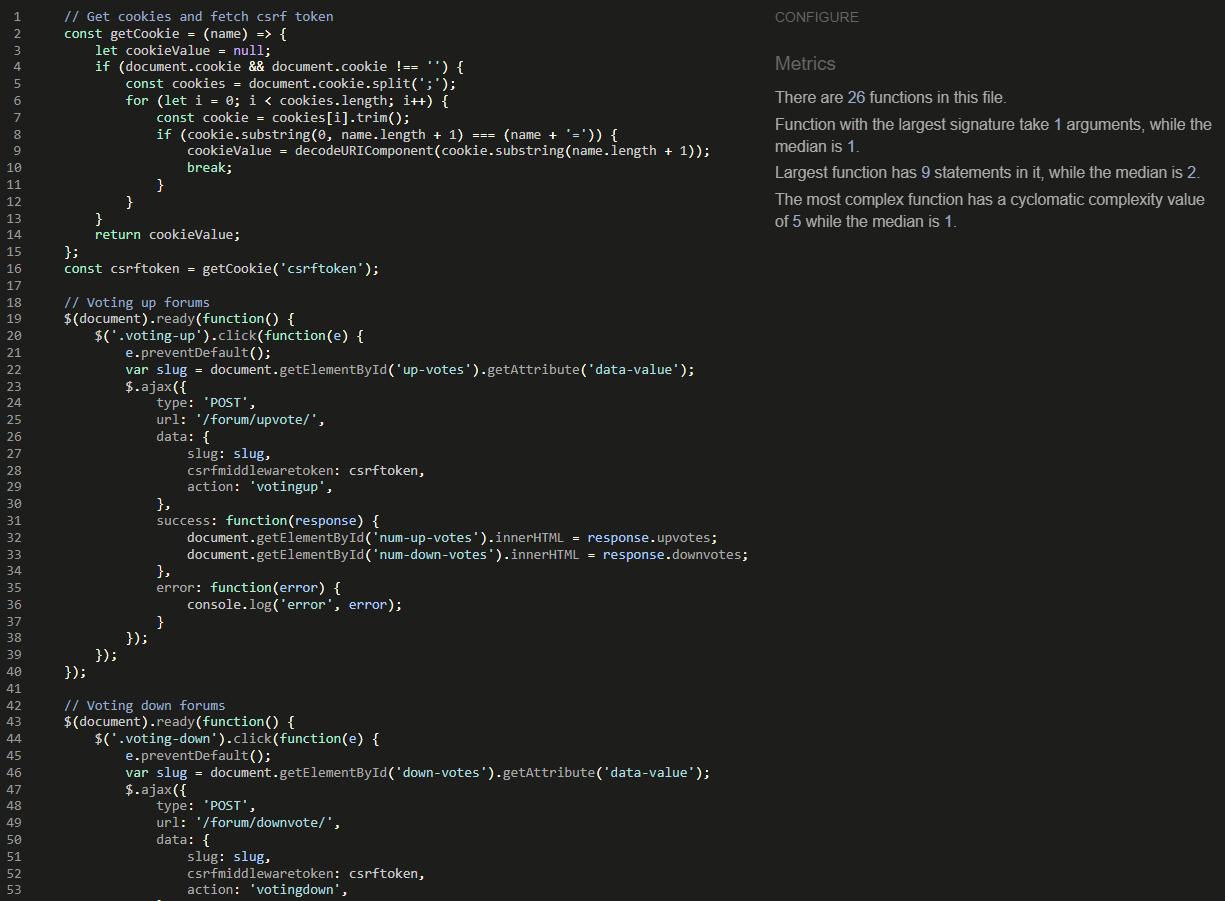 1 // Get cookies and fetch csrf token
2 const getCookie = (name) => {
3 let cookieValue = null;
4 if (document.cookie && document.cookie !== '') {
5 const cookies = document.cookie.split(';');
6 for (let i = 0; i < cookies.length; i++) {
7 const cookie = cookies[i].trim();
8 if (cookie.substring(0, name.length + 1) === (name + '=')) {
9 cookieValue = decodeURIComponent(cookie.substring(name.length + 1));
10 break;
11 }
12 }
13 }
14 return cookieValue;
15 };
16 const csrftoken = getCookie('csrftoken');
17
18 // Voting up forums
19 $(document).ready(function() {
20 $('.voting-up').click(function(e) {
21 e.preventDefault();
22 var slug = document.getElementById('up-votes').getAttribute('data-value');
23 $.ajax({
24 type: 'POST',
25 url: '/forum/upvote/',
26 data: {
27 slug: slug,
28 csrfmiddlewaretoken: csrftoken,
29 action: 'votingup',
30 },
31 success: function(response) {
32 document.getElementById('num-up-votes').innerHTML = response.upvotes;
33 document.getElementById('num-down-votes').innerHTML = response.downvotes;
34 },
35 error: function(error) {
36 console.log('error', error);
37 }
38 });
39 });
40 });
41
42 // Voting down forums
43 $(document).ready(function() {
44 $('.voting-down').click(function(e) {
45 e.preventDefault();
46 var slug = document.getElementById('down-votes').getAttribute('data-value');
47 $.ajax({
48 type: 'POST',
49 url: '/forum/downvote/',
50 data: {
51 slug: slug,
52 csrfmiddlewaretoken: csrftoken,
53 action: 'votingdown',
CONFIGURE
Metrics
There are 26 functions in this file.
Function with the largest signature take 1 arguments, while the
median is 1.
Largest function has 9 statements in it, while the median is 2.
The most complex function has a cyclomatic complexity value
of 5 while the median is 1.